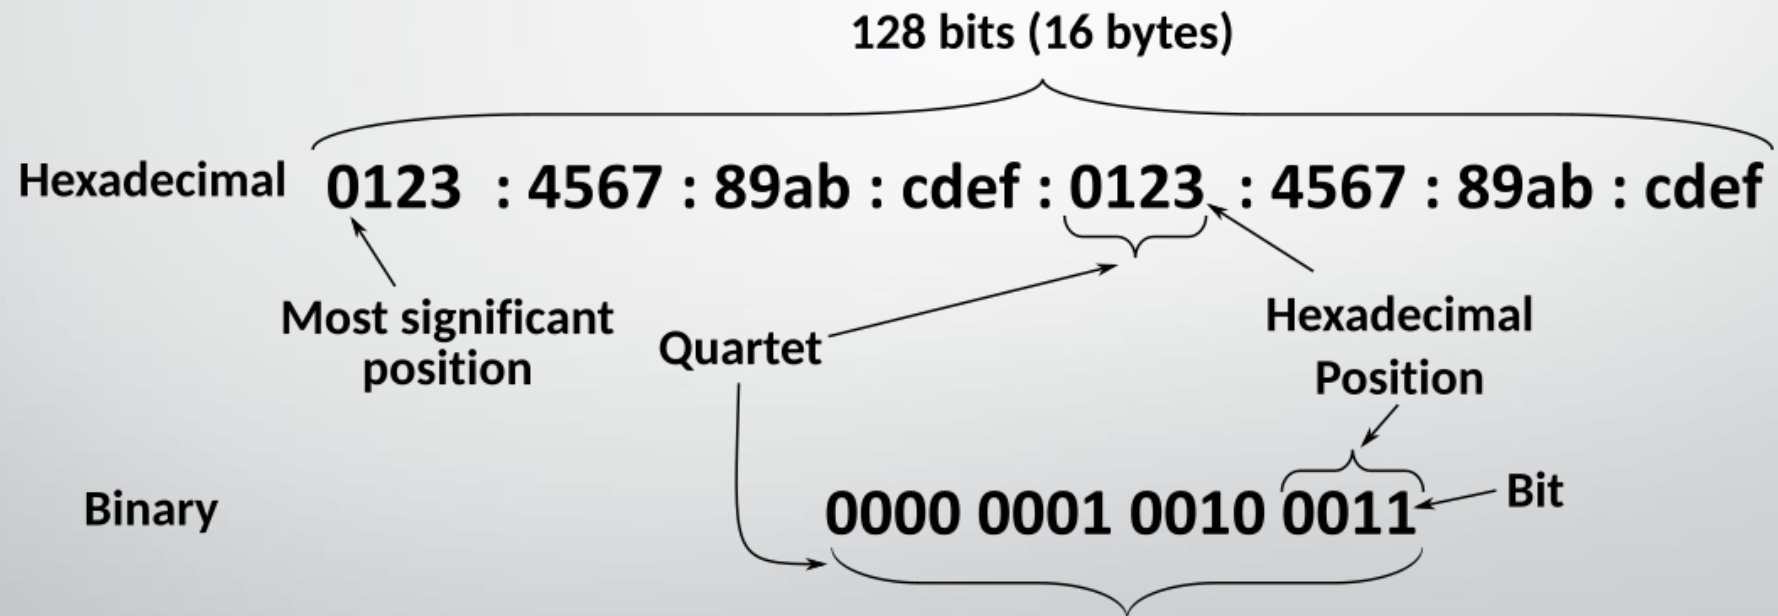 128 bits (16 bytes)
Hexadecimal 0123 : 4567 : 89ab : cdef : 0123 : 4567 : 89ab : cdef
Most significant
position
Quartet
Hexadecimal
Position
Binary 0000 0001 0010 0011 Bit